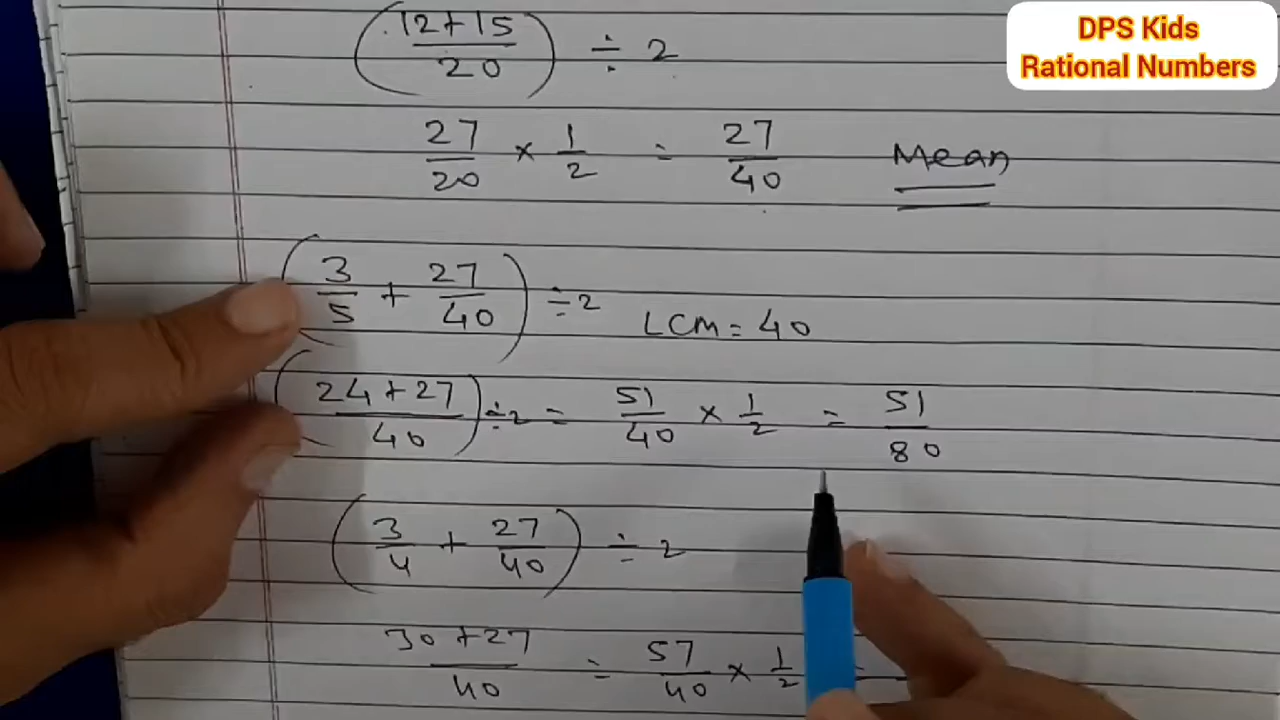 DPS Kids
Rational Numbers
(12+15/20) ÷ 2
27/20 × 1/2 = 27/40 Mean
(3/5 + 27/40) ÷2 LCM = 40
(24+27/40) ÷2 = 51/40 × 1/2 = 51/80
(3/4 + 27/40) ÷ 2
30+27/40 = 57/40 × 1/2 =